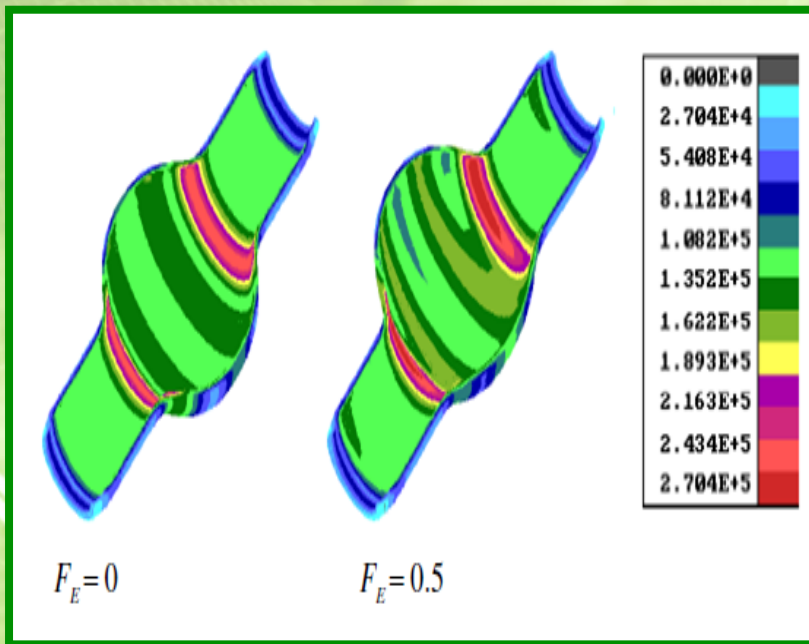 0.000E+0
2.704E+4
5.408E+4
8.112E+4
1.082E+5
1.352E+5
1.622E+5
1.893E+5
2.163E+5
2.434E+5
2.704E+5
F_E = 0
F_E = 0.5